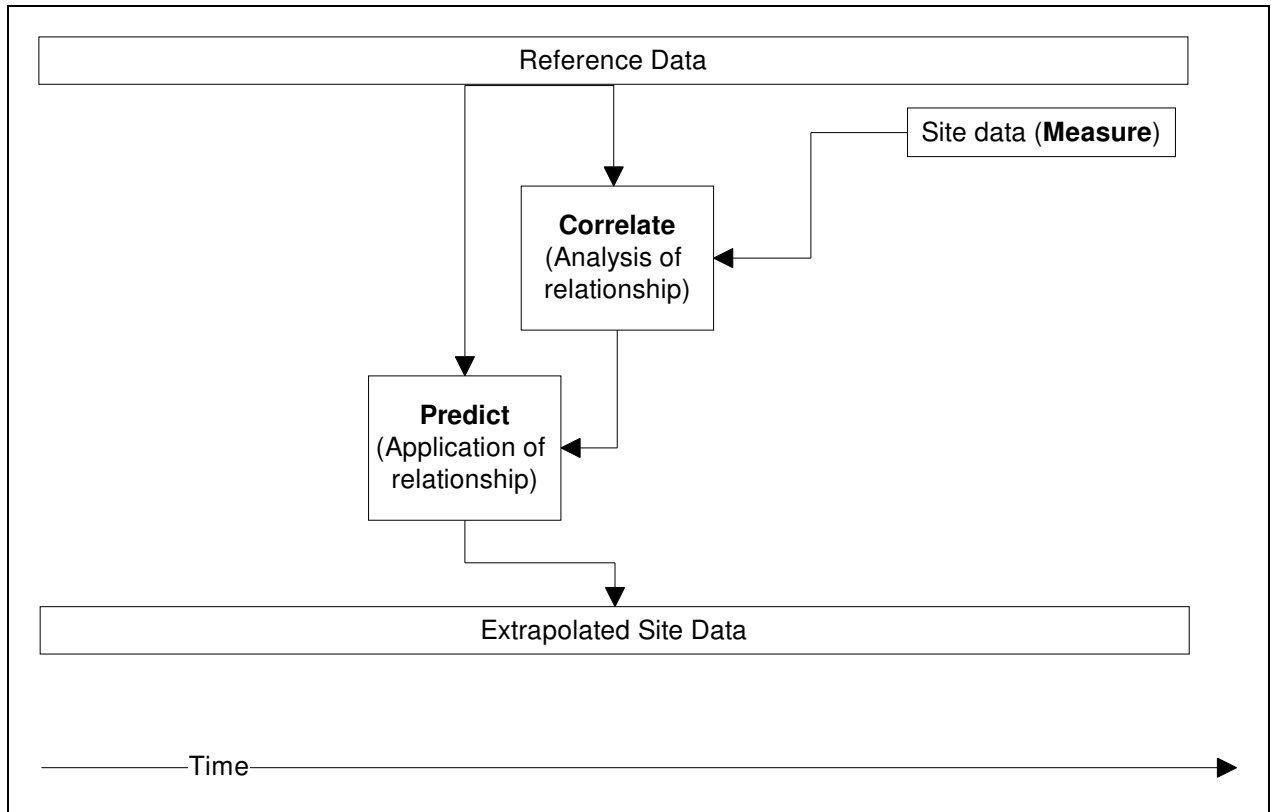 Reference Data
Site data (Measure)
Correlate
(Analysis of
relationship)
Predict
(Application of
relationship)
Extrapolated Site Data
Time